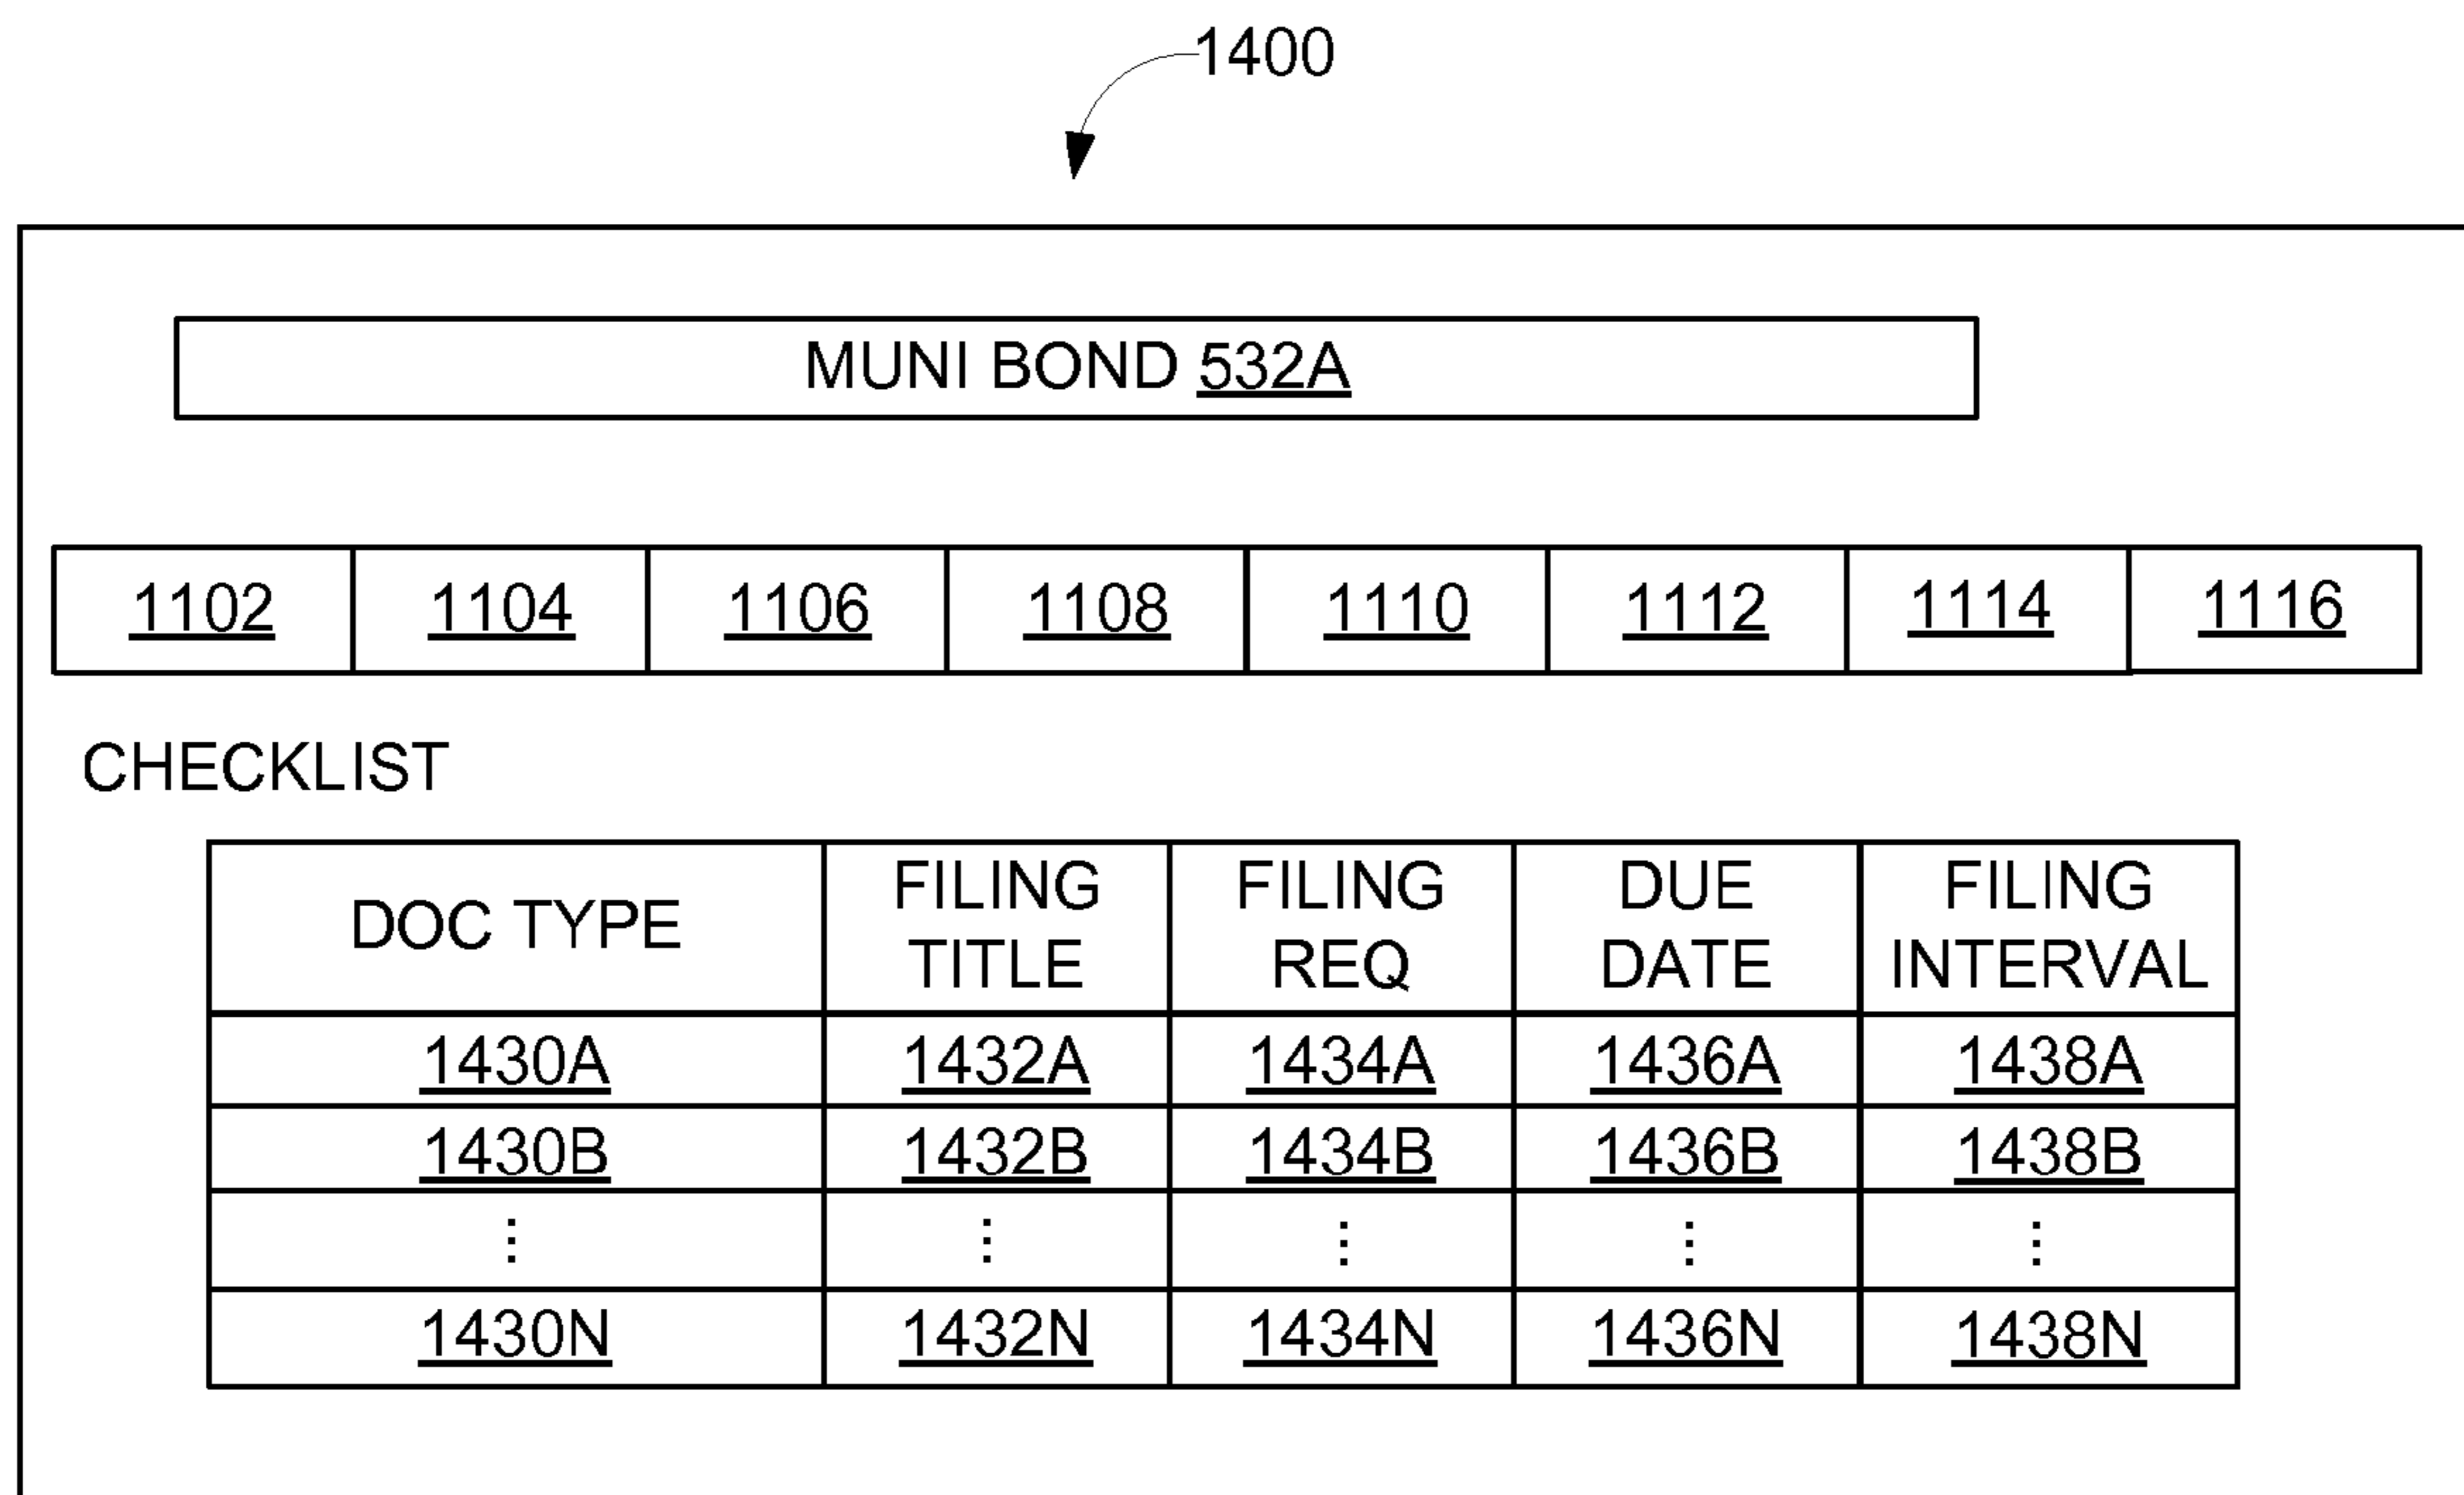 1400
MUNI BOND 532A
1102 1104 1106 1108 1110 1112 1114 1116
CHECKLIST
DOC TYPE FILING TITLE FILING REQ DUE DATE FILING INTERVAL
1430A 1432A 1434A 1436A 1438A
1430B 1432B 1434B 1436B 1438B
⋮ ⋮ ⋮ ⋮ ⋮
1430N 1432N 1434N 1436N 1438N